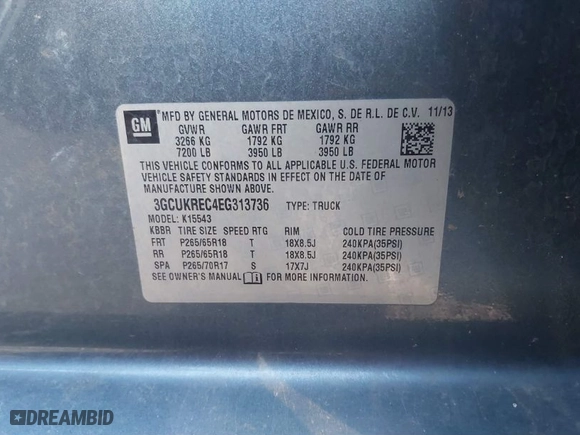 GM MFD BY GENERAL MOTORS DE MEXICO, S. DE R.L. DE C.V. 11/13
GVWR GAWR FRT GAWR RR
3266 KG 1792 KG 1792 KG
7200 LB 3950 LB 3950 LB
THIS VEHICLE CONFORMS TO ALL APPLICABLE U.S. FEDERAL MOTOR
VEHICLE SAFETY STANDARDS IN EFFECT ON THE DATE OF
MANUFACTURE SHOWN ABOVE.
3GCUKREC4EG313736 TYPE: TRUCK
MODEL: K15543
KBBR TIRE SIZE SPEED RTG RIM COLD TIRE PRESSURE
FRT P265/65R18 T 18X8.5J 240KPA(35PSI)
RR P265/65R18 T 18X8.5J 240KPA(35PSI)
SPA P265/70R17 S 17X7J 240KPA(35PSI)
SEE OWNER'S MANUAL FOR MORE INFORMATION.
DREAMBID